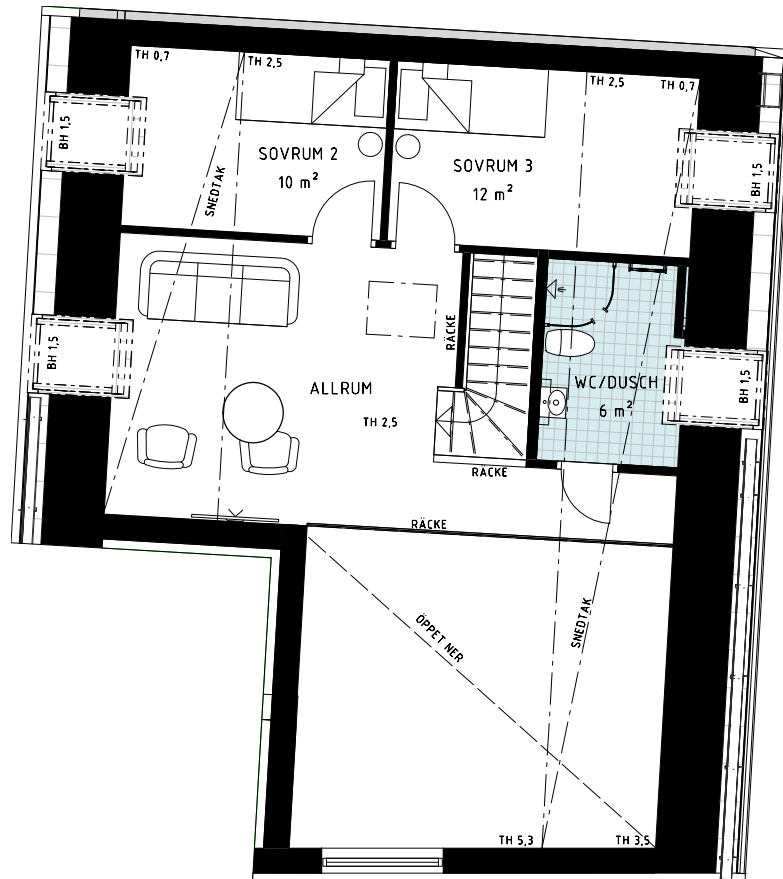 TH 0,7
TH 2,5
TH 2,5
TH 0,7
BH 1,5
SOVRUM 2
10 m²
SOVRUM 3
12 m²
BH 1,5
SNEDTAK
RÄCKE
BH 1,5
ALLRUM
TH 2,5
WC/DUSCH
6 m²
BH 1,5
RÄCKE
RÄCKE
ÖPPET NER
SNEDTAK
TH 5,3
TH 3,5